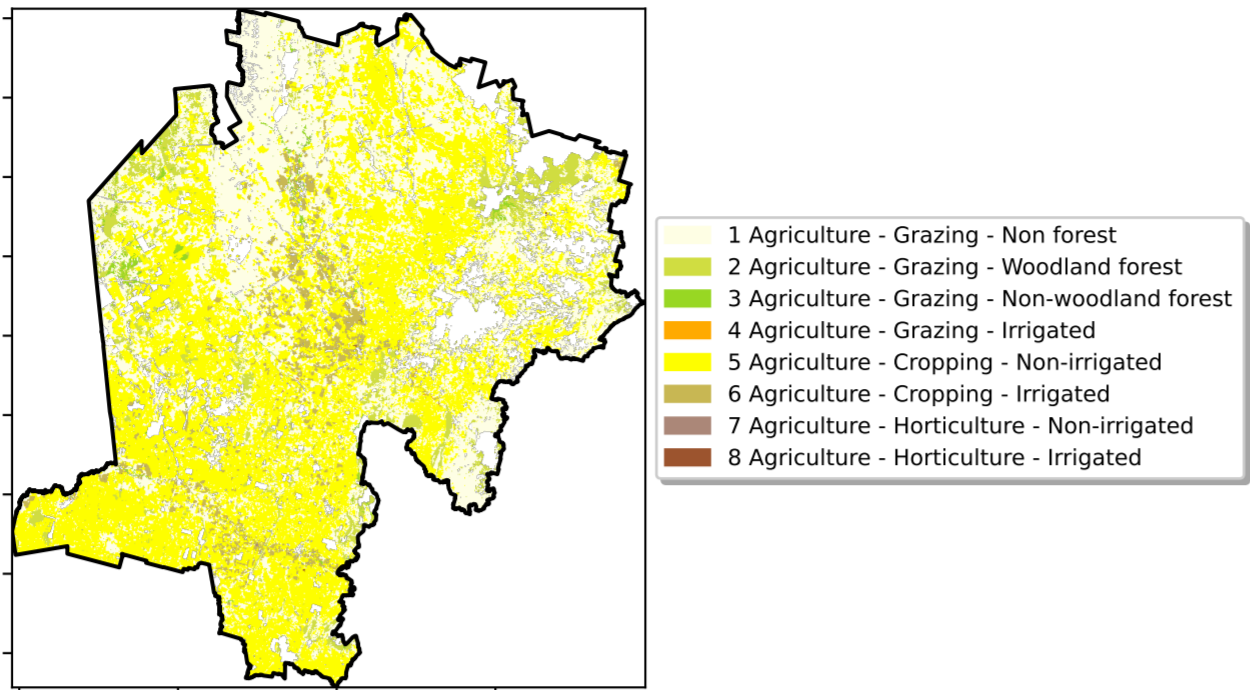 1 Agriculture - Grazing - Non forest
2 Agriculture - Grazing - Woodland forest
3 Agriculture - Grazing - Non-woodland forest
4 Agriculture - Grazing - Irrigated
5 Agriculture - Cropping - Non-irrigated
6 Agriculture - Cropping - Irrigated
7 Agriculture - Horticulture - Non-irrigated
8 Agriculture - Horticulture - Irrigated